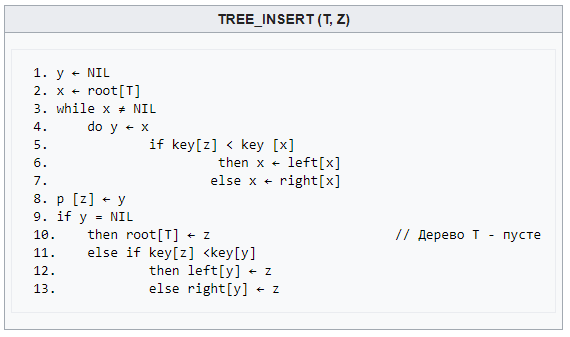 TREE_INSERT (T, Z)
1. y ← NIL
2. x ← root[T]
3. while x ≠ NIL
4. do y ← x
5. if key[z] < key [x]
6. then x ← left[x]
7. else x ← right[x]
8. p [z] ← y
9. if y = NIL
10. then root[T] ← z // Дерево T - пусте
11. else if key[z] <key[y]
12. then left[y] ← z
13. else right[y] ← z